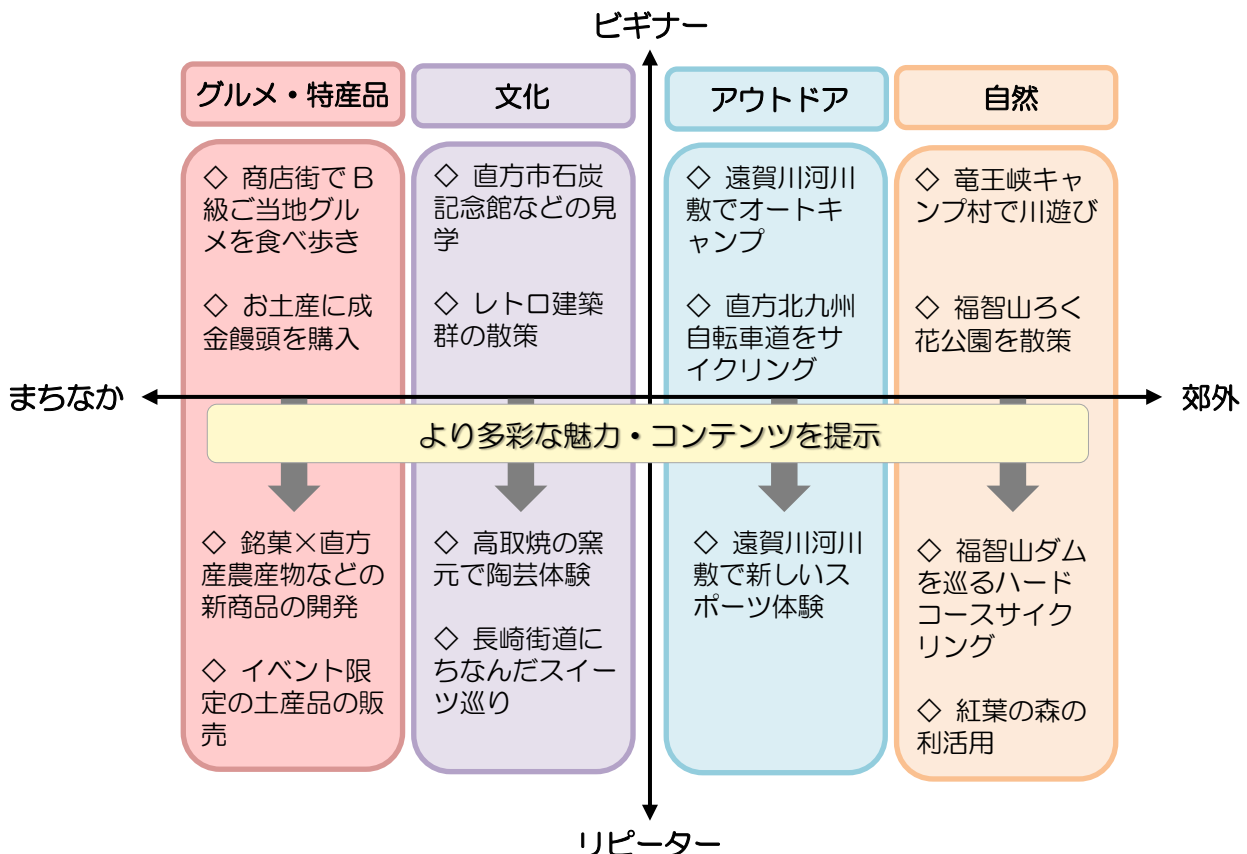 ビギナー
グルメ・特産品
文化
アウトドア
自然
◇ 商店街でB
級ご当地グル
メを食べ歩き
◇ お土産に成
金饅頭を購入
◇ 直方市石炭
記念館などの見
学
◇ レトロ建築
群の散策
◇ 遠賀川河川
敷でオートキ
ャンプ
◇ 直方北九州
自転車道をサ
イクリング
◇ 竜王峡キャ
ンプ村で川遊び
◇ 福智山ろく
花公園を散策
まちなか
郊外
より多彩な魅力・コンテンツを提示
◇ 銘菓×直方
産農産物などの
新商品の開発
◇ イベント限
定の土産品の販
売
◇ 高取焼の窯
元で陶芸体験
◇ 長崎街道に
ちなんだスイー
ツ巡り
◇ 遠賀川河川
敷で新しいス
ポーツ体験
◇ 福智山ダム
を巡るハード
コースサイク
リング
◇ 紅葉の森の
利活用
リピーター